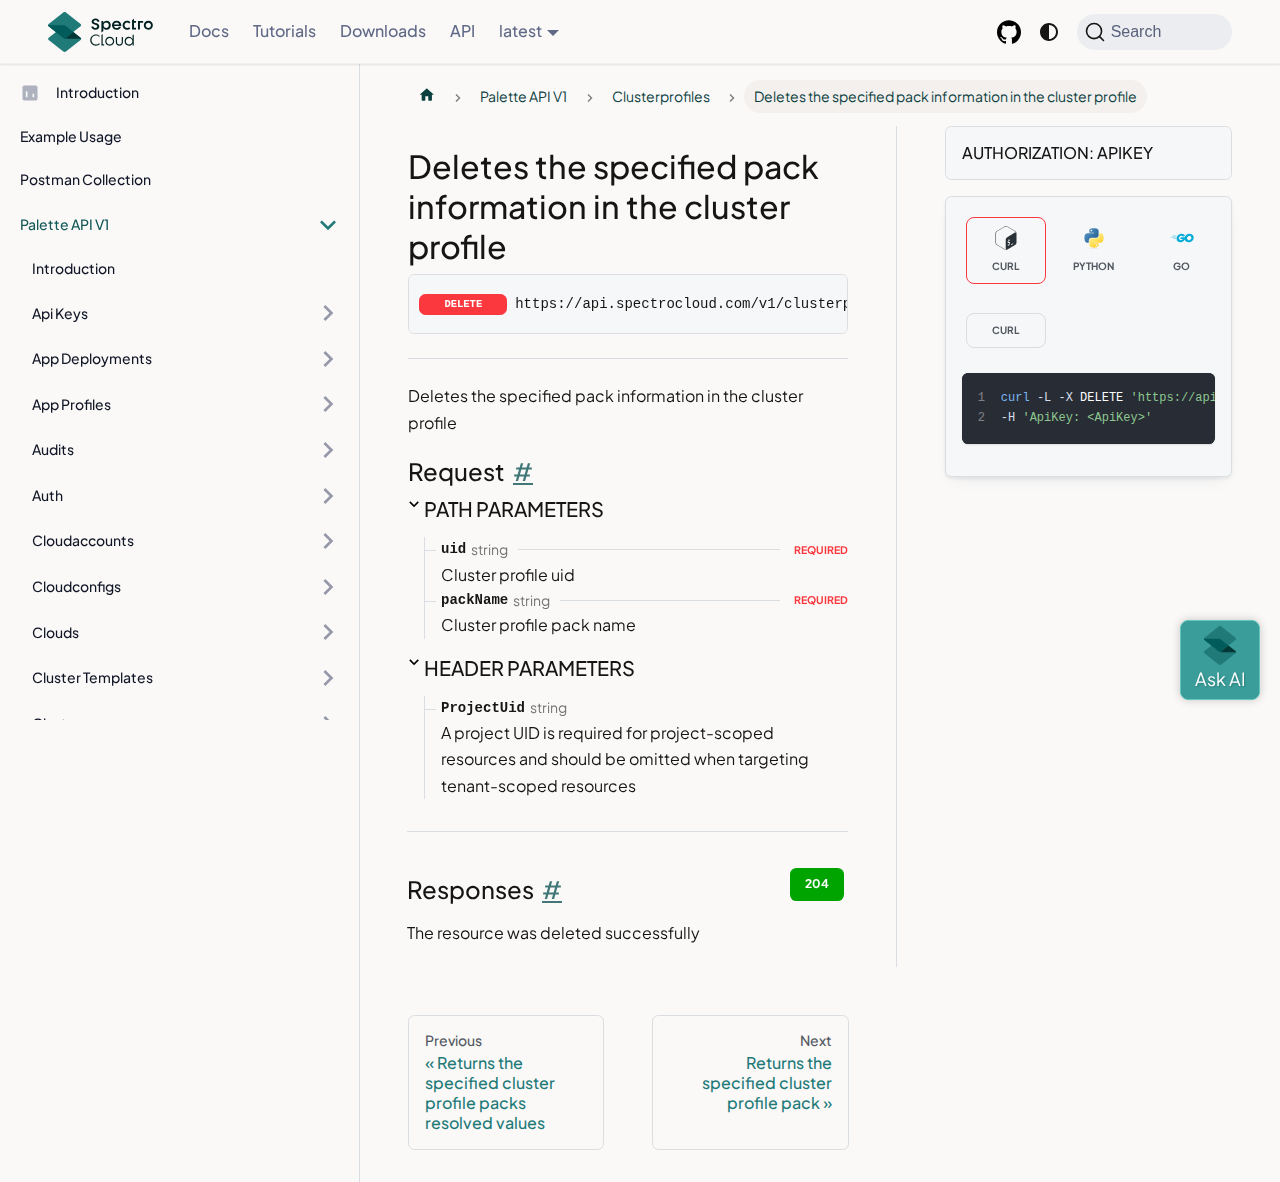 Spectro Cloud
Docs
Tutorials
Downloads
API
latest
Search
Introduction
Example Usage
Postman Collection
Palette API V1
Introduction
Api Keys
App Deployments
App Profiles
Audits
Auth
Cloudaccounts
Cloudconfigs
Clouds
Cluster Templates
Palette API V1
Clusterprofiles
Deletes the specified pack information in the cluster profile
Deletes the specified pack
information in the cluster
profile
DELETE https://api.spectrocloud.com/v1/clusterp
Deletes the specified pack information in the cluster
profile
Request #
PATH PARAMETERS
uid string REQUIRED
Cluster profile uid
packName string REQUIRED
Cluster profile pack name
HEADER PARAMETERS
ProjectUid string
A project UID is required for project-scoped
resources and should be omitted when targeting
tenant-scoped resources
Responses #
204
The resource was deleted successfully
Previous
« Returns the
specified cluster
profile packs
resolved values
Next
Returns the
specified cluster
profile pack »
AUTHORIZATION: APIKEY
CURL
PYTHON
GO
CURL
1 curl -L -X DELETE 'https://api
2 -H 'ApiKey: <ApiKey>'
Ask AI